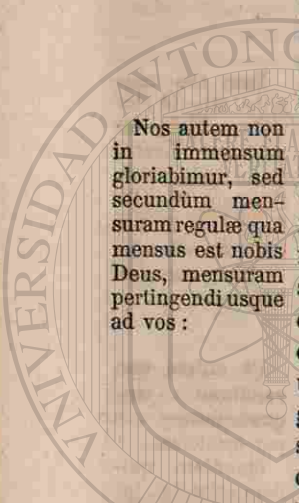 Nos autem non
in immensum
gloriabimur, sed
secundùm men-
suram regulæ qua
mensus est nobis
Deus, mensuram
pertingendi usque
ad vos :